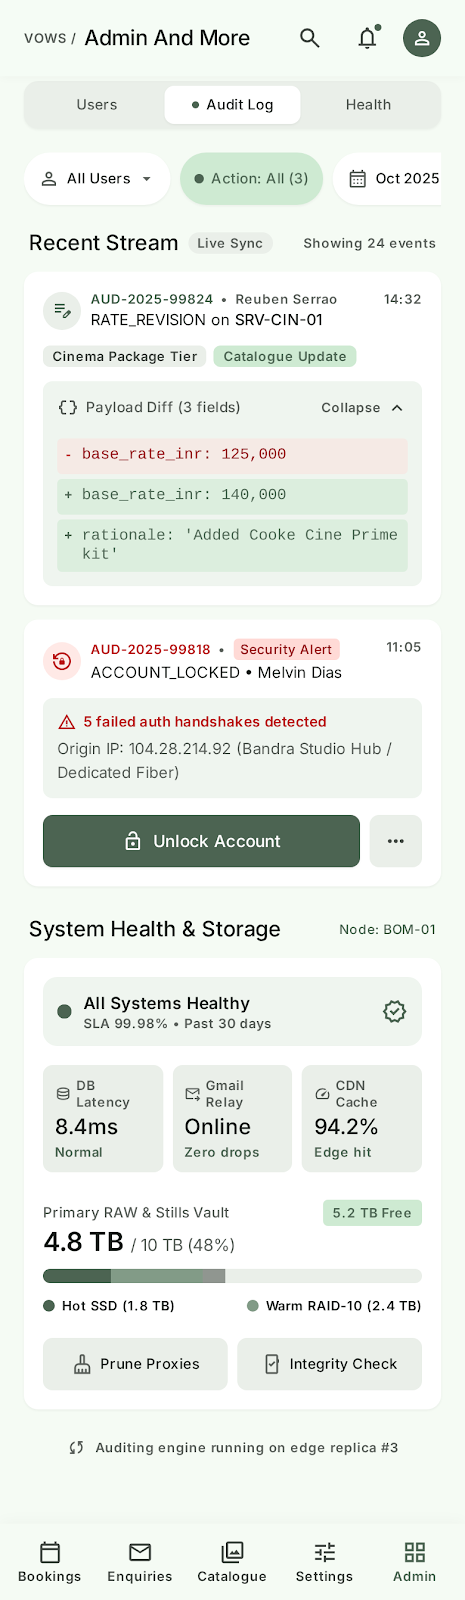 VOWS / Admin And More
Users
Audit Log
Health
All Users
Action: All (3)
Oct 2025
Recent Stream
Live Sync
Showing 24 events
AUD-2025-99824 • Reuben Serrao
14:32
RATE_REVISION on SRV-CIN-01
Cinema Package Tier
Catalogue Update
Payload Diff (3 fields)
Collapse
- base_rate_inr: 125,000
+ base_rate_inr: 140,000
+ rationale: 'Added Cooke Cine Prime
kit'
AUD-2025-99818 • Security Alert
11:05
ACCOUNT_LOCKED • Melvin Dias
5 failed auth handshakes detected
Origin IP: 104.28.214.92 (Bandra Studio Hub /
Dedicated Fiber)
Unlock Account
System Health & Storage
Node: BOM-01
All Systems Healthy
SLA 99.98% • Past 30 days
DB
Latency
8.4ms
Normal
Gmail
Relay
Online
Zero drops
CDN
Cache
94.2%
Edge hit
Primary RAW & Stills Vault
5.2 TB Free
4.8 TB / 10 TB (48%)
Hot SSD (1.8 TB)
Warm RAID-10 (2.4 TB)
Prune Proxies
Integrity Check
Auditing engine running on edge replica #3
Bookings
Enquiries
Catalogue
Settings
Admin